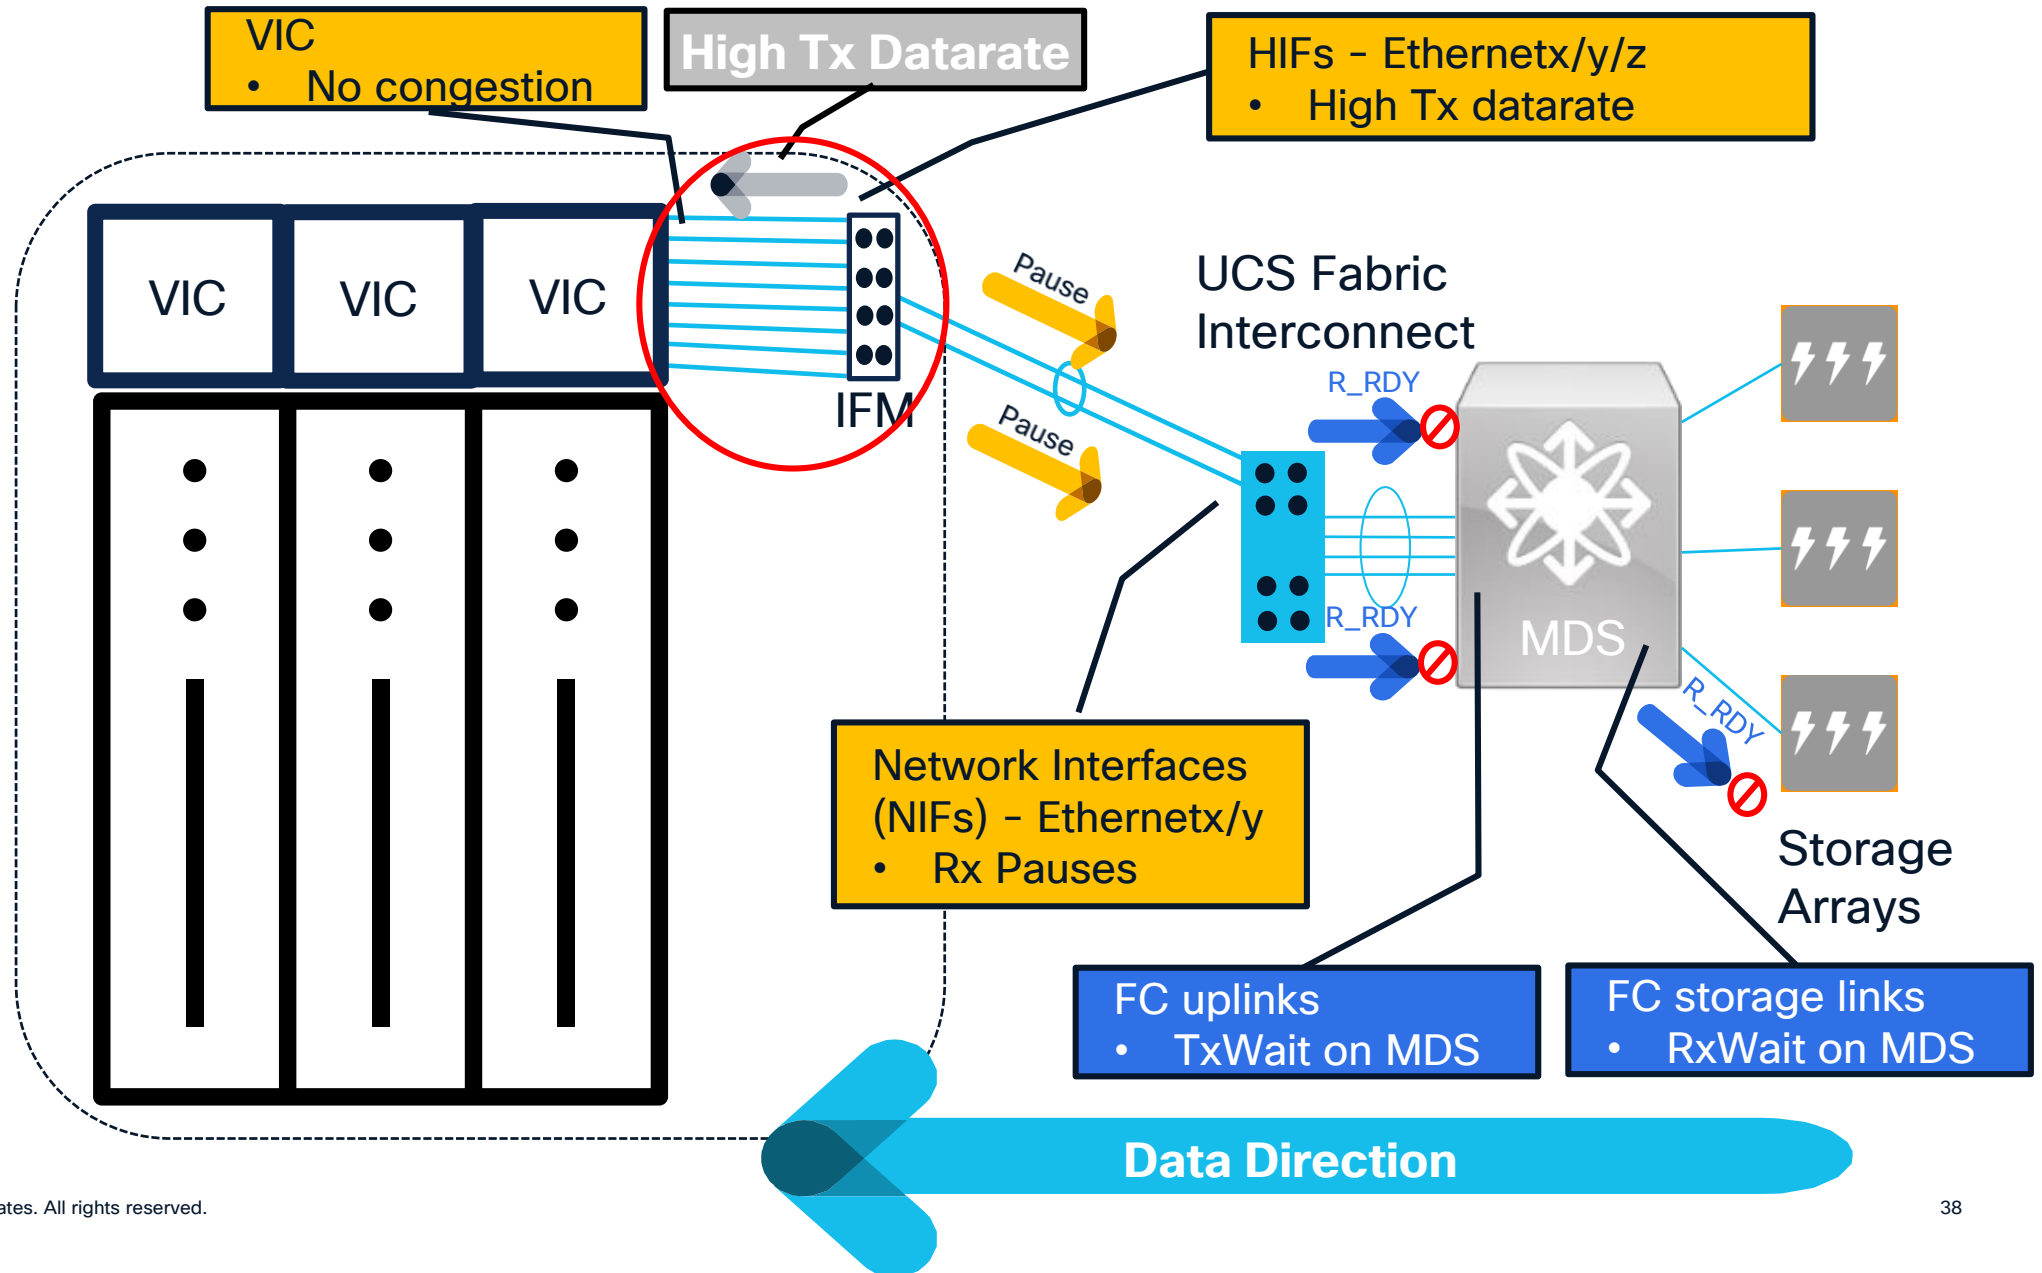 VIC
• No congestion
High Tx Datarate
HIFs – Ethernetx/y/z
• High Tx datarate
VIC
VIC
VIC
IFM
Pause
Pause
UCS Fabric
Interconnect
R_RDY
R_RDY
MDS
R_RDY
Storage
Arrays
Network Interfaces
(NIFs) – Ethernetx/y
• Rx Pauses
FC uplinks
• TxWait on MDS
FC storage links
• RxWait on MDS
Data Direction
ates. All rights reserved.
38